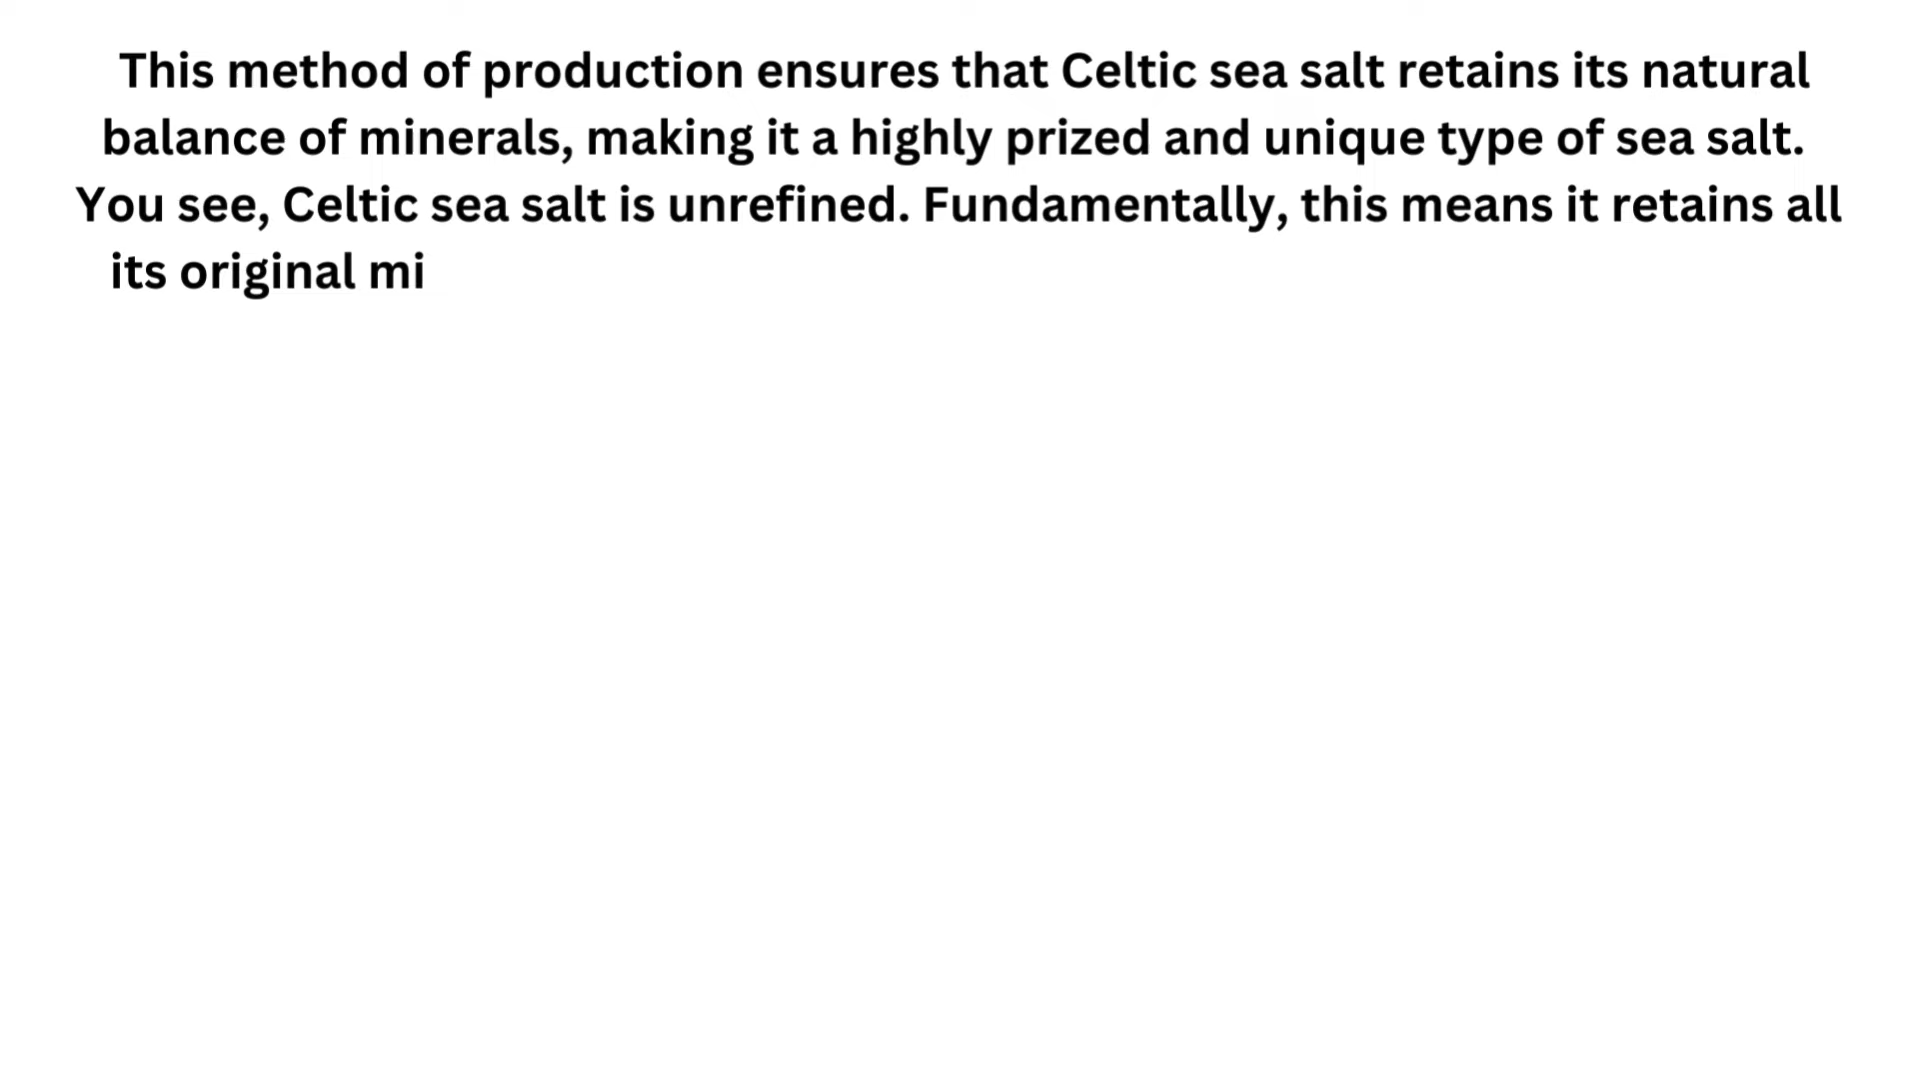 This method of production ensures that Celtic sea salt retains its natural
balance of minerals, making it a highly prized and unique type of sea salt.
You see, Celtic sea salt is unrefined. Fundamentally, this means it retains all
its original mi